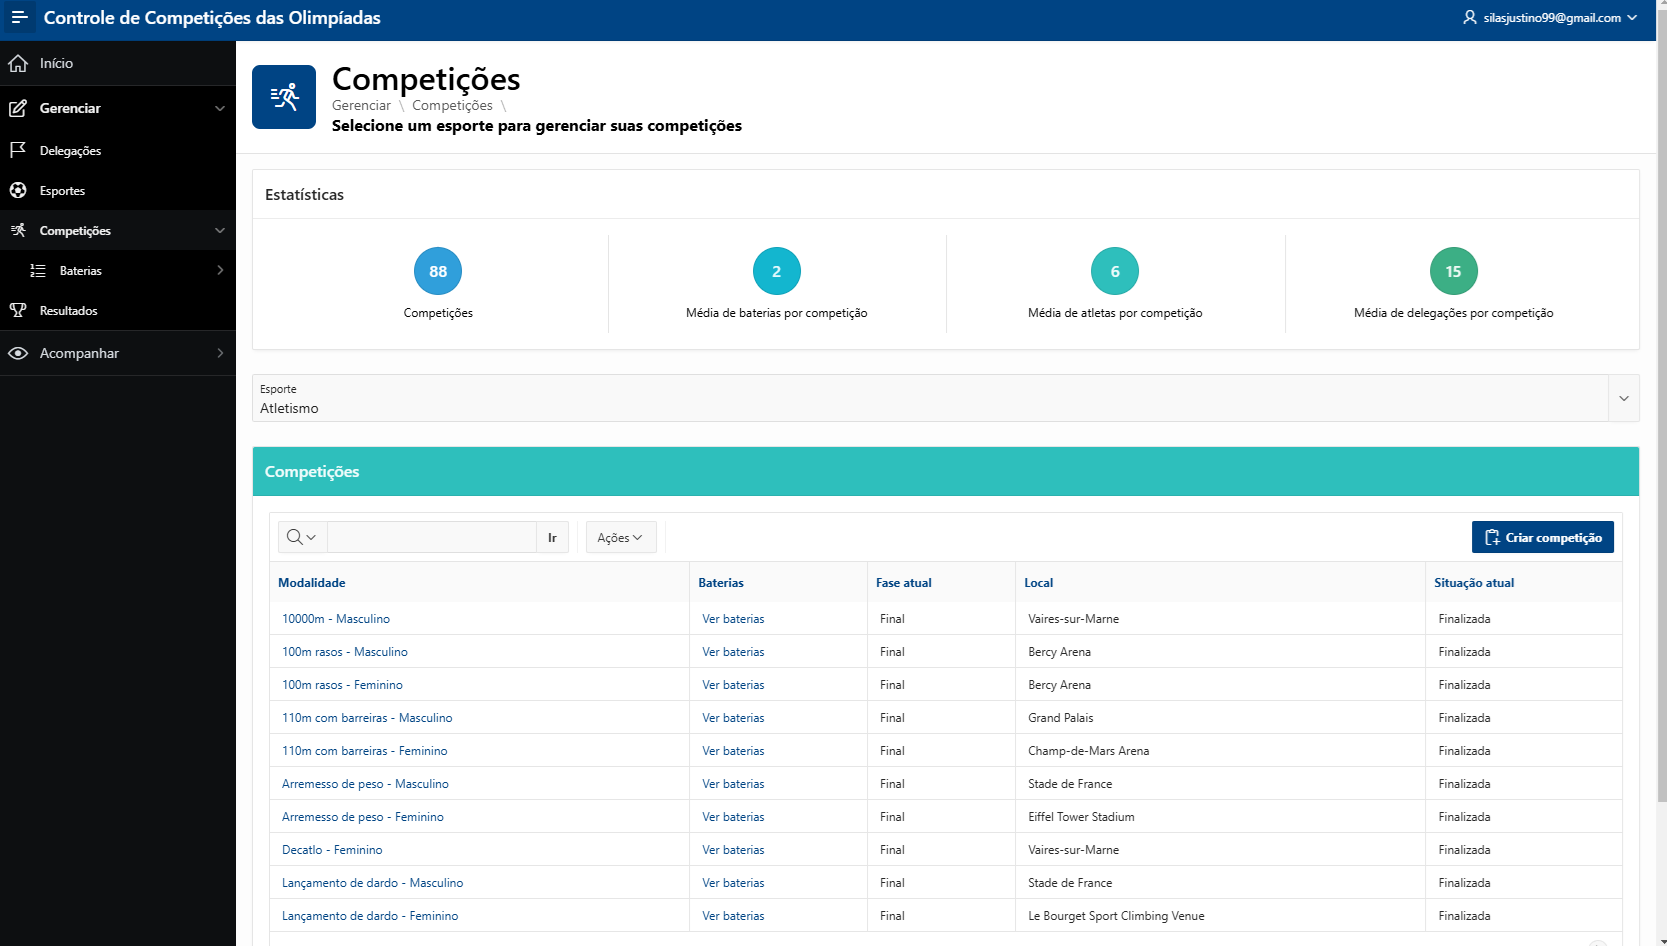 Controle de Competições das Olimpíadas
silasjustino99@gmail.com
Início
Gerenciar
Delegações
Esportes
Competições
Baterias
Resultados
Acompanhar
Competições
Gerenciar \ Competições \
Selecione um esporte para gerenciar suas competições
Estatísticas
88 2 6 15
Competições Média de baterias por competição Média de atletas por competição Média de delegações por competição
Esporte
Atletismo
Competições
Ir Ações Criar competição
Modalidade Baterias Fase atual Local Situação atual
10000m - Masculino Ver baterias Final Vaires-sur-Marne Finalizada
100m rasos - Masculino Ver baterias Final Bercy Arena Finalizada
100m rasos - Feminino Ver baterias Final Bercy Arena Finalizada
110m com barreiras - Masculino Ver baterias Final Grand Palais Finalizada
110m com barreiras - Feminino Ver baterias Final Champ-de-Mars Arena Finalizada
Arremesso de peso - Masculino Ver baterias Final Stade de France Finalizada
Arremesso de peso - Feminino Ver baterias Final Eiffel Tower Stadium Finalizada
Decatlo - Feminino Ver baterias Final Vaires-sur-Marne Finalizada
Lançamento de dardo - Masculino Ver baterias Final Stade de France Finalizada
Lançamento de dardo - Feminino Ver baterias Final Le Bourget Sport Climbing Venue Finalizada